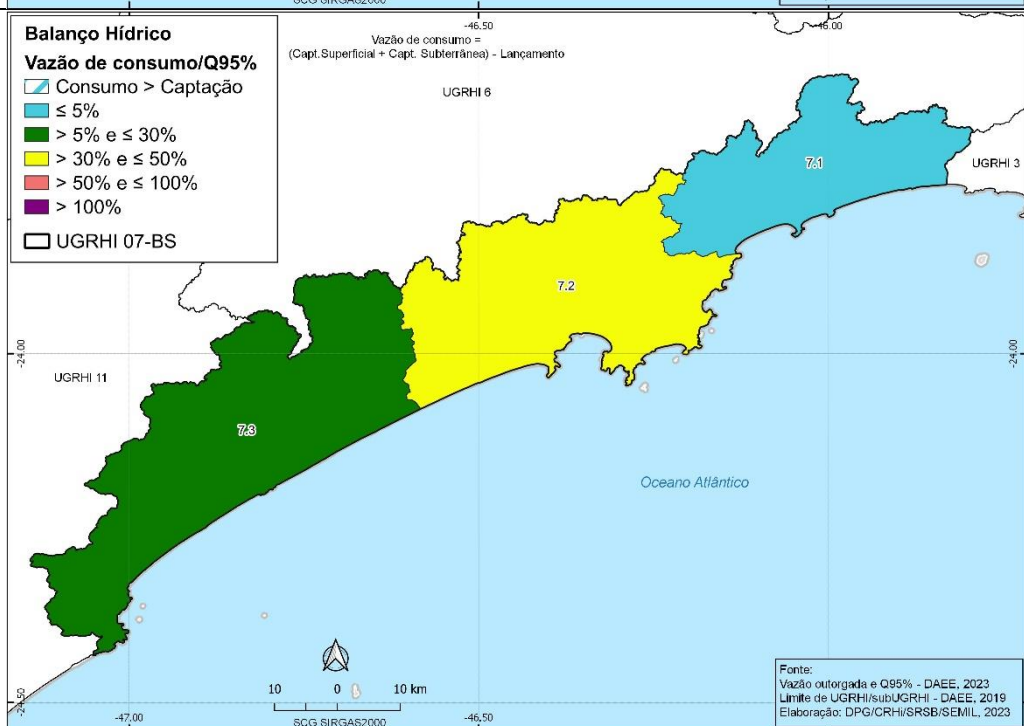 SCG SIRGAS2000
-46.50
-46.00
Balanço Hídrico
Vazão de consumo/Q95%
Consumo > Captação
≤ 5%
> 5% e ≤ 30%
> 30% e ≤ 50%
> 50% e ≤ 100%
> 100%
UGRHI 07-BS
Vazão de consumo =
(Capt.Superficial + Capt. Subterrânea) - Lançamento
UGRHI 6
7.1
UGRHI 3
7.2
-24.00
-24.00
UGRHI 11
7.3
Oceano Atlântico
-24.50
10 0 10 km
SCG SIRGAS2000
-47.00
-46.50
Fonte:
Vazão outorgada e Q95% - DAEE, 2023
Limite de UGRHI/subUGRHI - DAEE, 2019
Elaboração: DPG/CRHi/SRSB/SEMIL, 2023